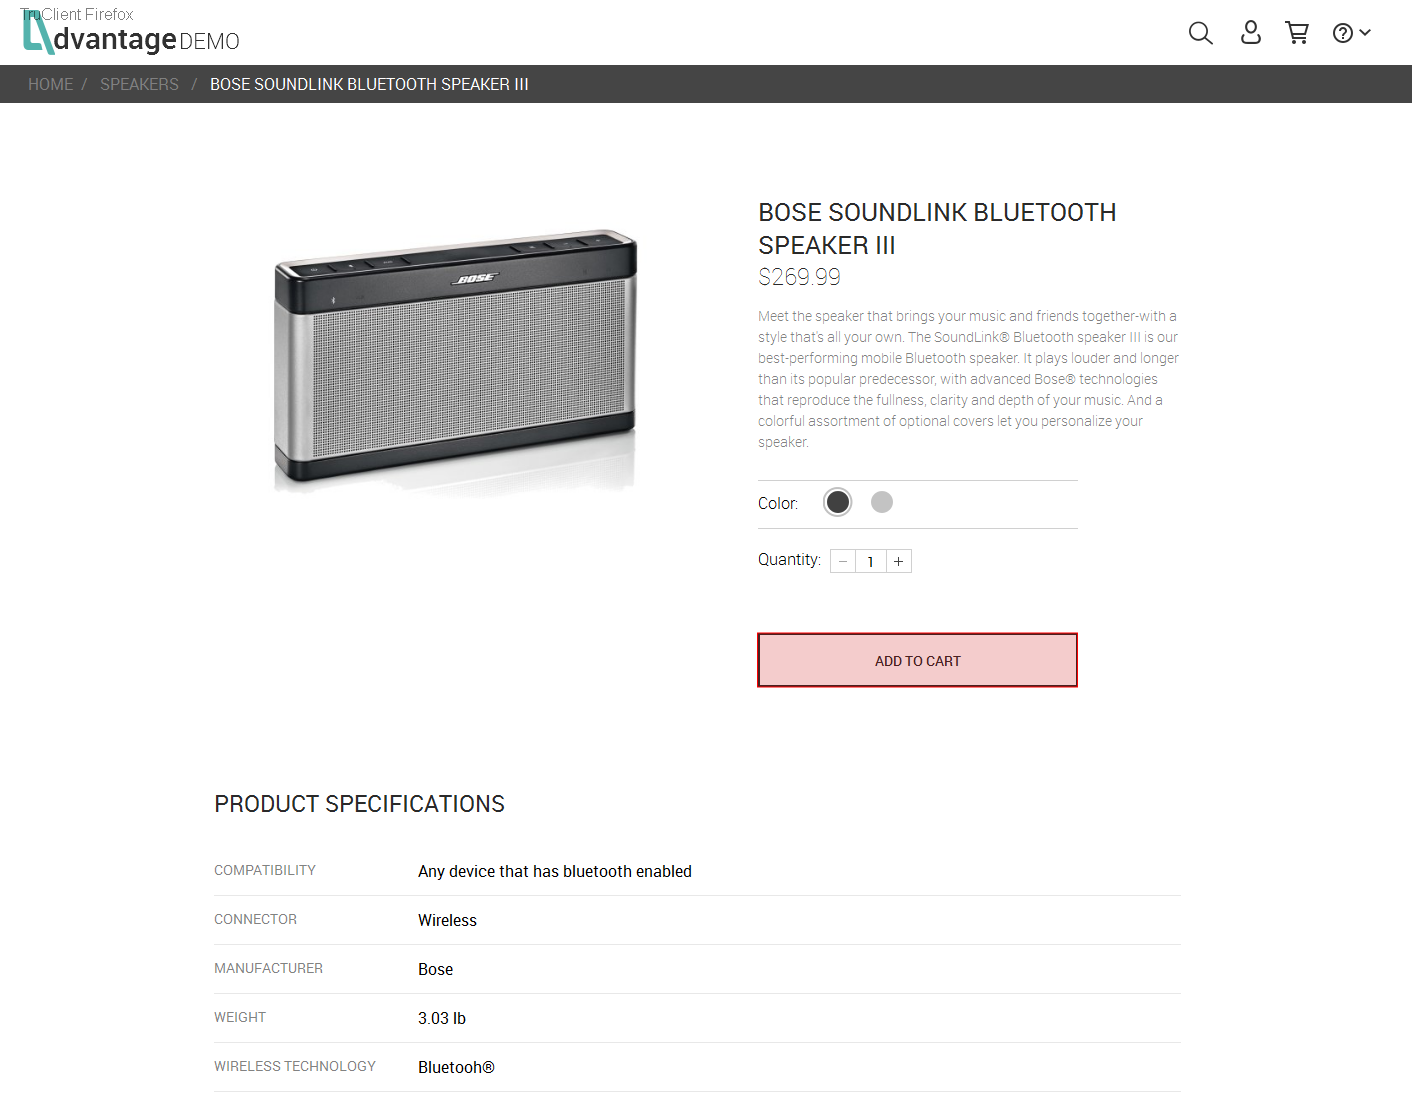 TruClient Firefox
dvantage DEMO
HOME / SPEAKERS / BOSE SOUNDLINK BLUETOOTH SPEAKER III
BOSE
BOSE SOUNDLINK BLUETOOTH
SPEAKER III
$269.99
Meet the speaker that brings your music and friends together-with a
style that's all your own. The SoundLink® Bluetooth speaker III is our
best-performing mobile Bluetooth speaker. It plays louder and longer
than its popular predecessor, with advanced Bose® technologies
that reproduce the fullness, clarity and depth of your music. And a
colorful assortment of optional covers let you personalize your
speaker.
Color:
Quantity: − 1 +
ADD TO CART
PRODUCT SPECIFICATIONS
COMPATIBILITY Any device that has bluetooth enabled
CONNECTOR Wireless
MANUFACTURER Bose
WEIGHT 3.03 lb
WIRELESS TECHNOLOGY Bluetooh®